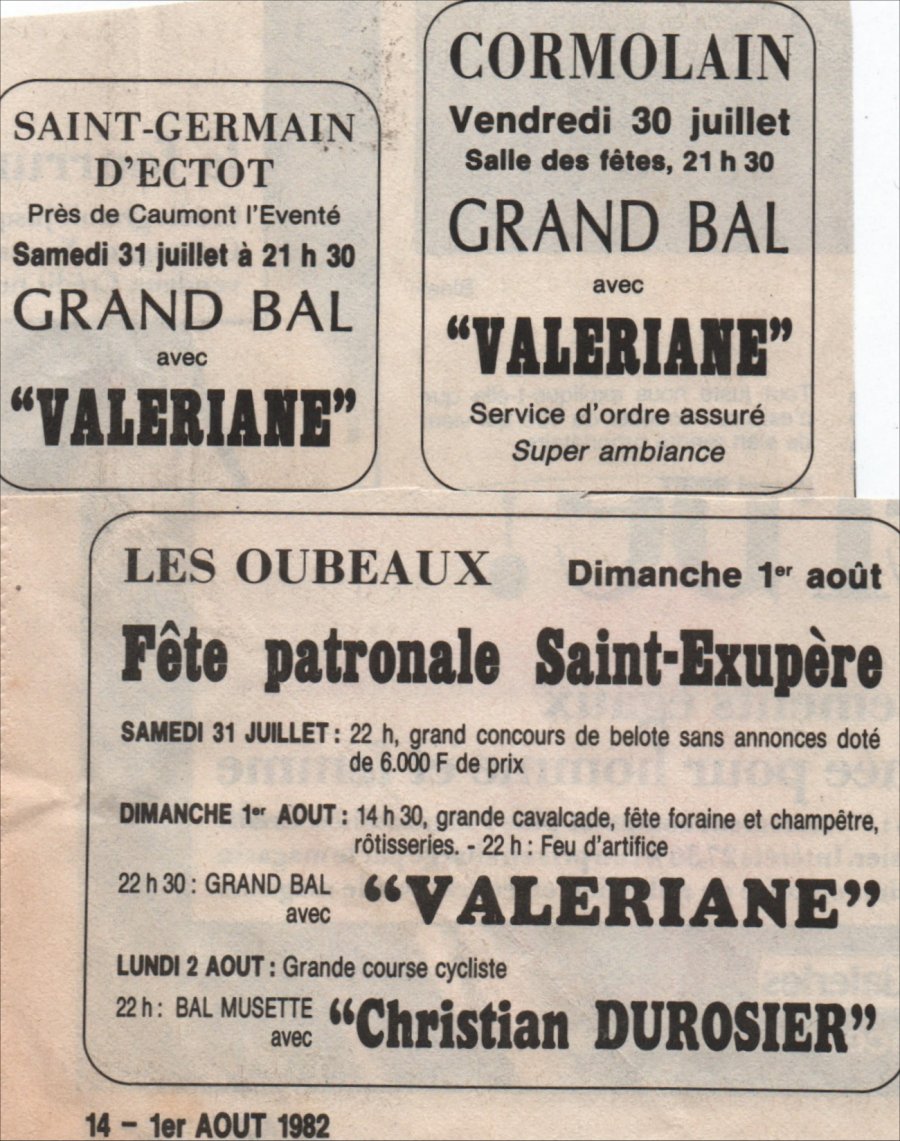 SAINT-GERMAIN
D'ECTOT
Près de Caumont l'Eventé
Samedi 31 juillet à 21 h 30
GRAND BAL
avec
“VALERIANE”
CORMOLAIN
Vendredi 30 juillet
Salle des fêtes, 21 h 30
GRAND BAL
avec
“VALERIANE”
Service d'ordre assuré
Super ambiance
LES OUBEAUX Dimanche 1er août
Fête patronale Saint-Exupère
SAMEDI 31 JUILLET : 22 h, grand concours de belote sans annonces doté
de 6.000 F de prix
DIMANCHE 1er AOUT : 14 h 30, grande cavalcade, fête foraine et champêtre,
rôtisseries. - 22 h : Feu d'artifice
22 h 30 : GRAND BAL
avec “VALERIANE”
LUNDI 2 AOUT : Grande course cycliste
22 h : BAL MUSETTE
avec “Christian DUROSIER”
14 – 1er AOUT 1982